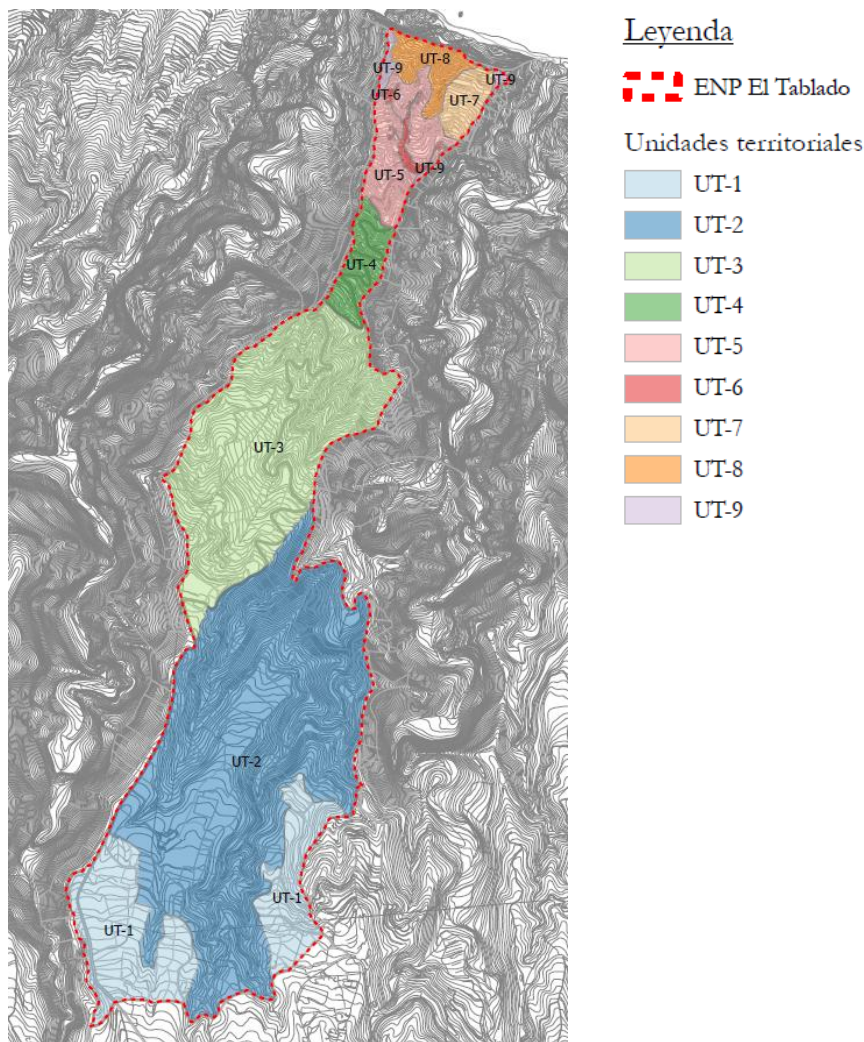 Leyenda
ENP El Tablado
Unidades territoriales
UT-1
UT-2
UT-3
UT-4
UT-5
UT-6
UT-7
UT-8
UT-9
UT-8
UT-9
UT-9
UT-6
UT-7
UT-9
UT-5
UT-4
UT-3
UT-2
UT-1
UT-1